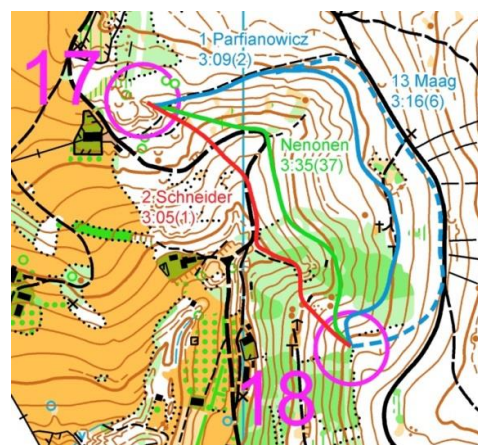 1 Parfianowicz
3:09(2)
17
13 Maag
3:16(6)
Nenonen
3:35(37)
2 Schneider
3:05(1)
18